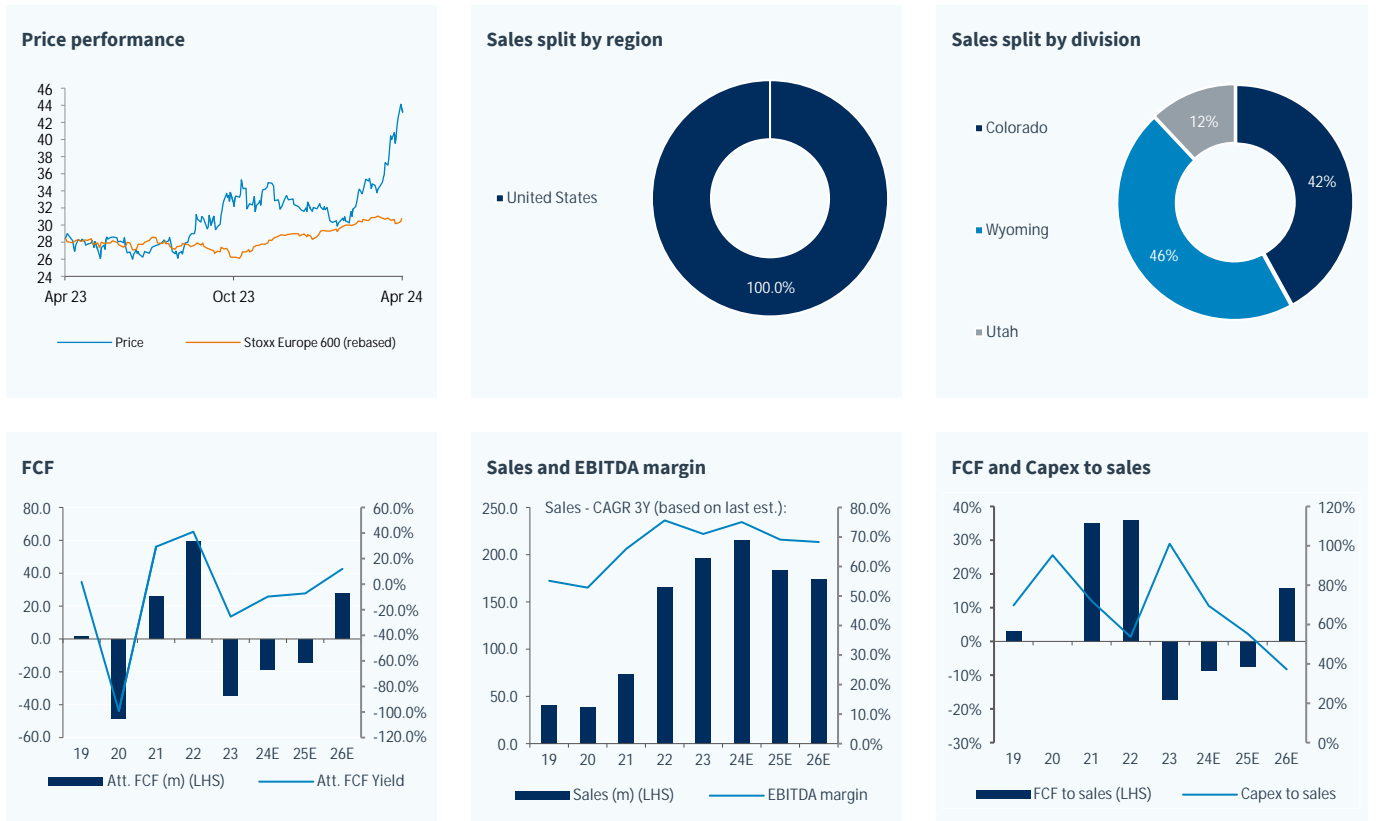 Price performance
46
44
42
40
38
36
34
32
30
28
26
24
Apr 23
Oct 23
Apr 24
Price
Stoxx Europe 600 (rebased)
Sales split by region
United States
100.0%
Sales split by division
Colorado
Wyoming
Utah
12%
42%
46%
FCF
80.0
60.0
40.0
20.0
0.0
-20.0
-40.0
-60.0
60.0%
40.0%
20.0%
0.0%
-20.0%
-40.0%
-60.0%
-80.0%
-100.0%
-120.0%
19 20 21 22 23 24E 25E 26E
Att. FCF (m) (LHS)
Att. FCF Yield
Sales and EBITDA margin
Sales - CAGR 3Y (based on last est.):
250.0
200.0
150.0
100.0
50.0
0.0
80.0%
70.0%
60.0%
50.0%
40.0%
30.0%
20.0%
10.0%
0.0%
19 20 21 22 23 24E 25E 26E
Sales (m) (LHS)
EBITDA margin
FCF and Capex to sales
40%
30%
20%
10%
0%
-10%
-20%
-30%
120%
100%
80%
60%
40%
20%
0%
19 20 21 22 23 24E 25E 26E
FCF to sales (LHS)
Capex to sales